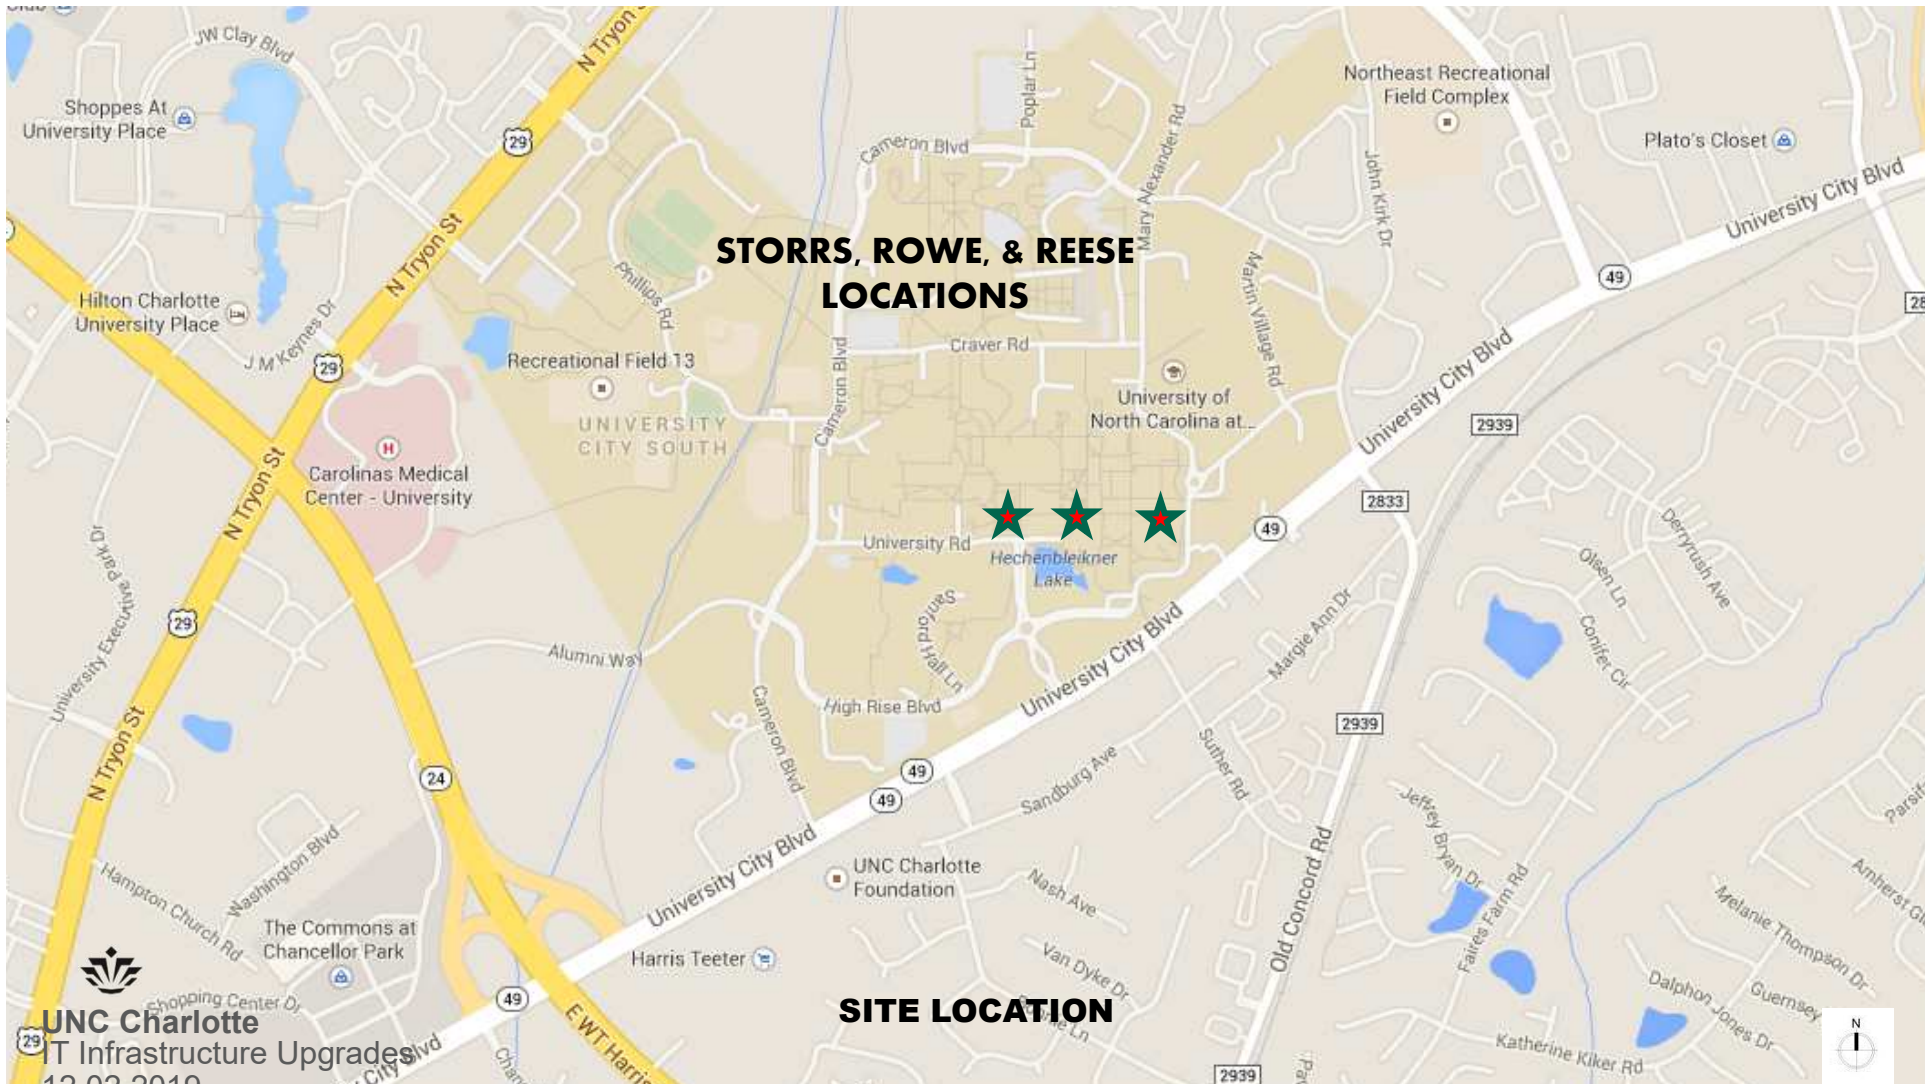 JW Clay Blvd
N Tryon S
Shoppes At
University Place
29
N Tryon St
Hilton Charlotte
University Place
J M Keynes Dr
29
Carolinas Medical
Center - University
N Tryon St
University Executive Park Dr
29
N Tryon St
Hampton Church Rd
Washington Blvd
The Commons at
Chancellor Park
Shopping Center Dr
29
24
49
E WT Harris
Poplar Ln
Cameron Blvd
Mary Alexander Rd
John Kirk Dr
Northeast Recreational
Field Complex
Plato's Closet
University City Blvd
49
28
STORRS, ROWE, & REESE
LOCATIONS
Phillips Rd
Martin Village Rd
Recreational Field 13
UNIVERSITY
CITY SOUTH
Cameron Blvd
Craver Rd
University of
North Carolina at...
University City Blvd
2939
2833
49
University Rd
Hechenbleikner
Lake
Sanford Hall Ln
Alumni Way
High Rise Blvd
Cameron Blvd
University City Blvd
49
49
Derryrush Ave
Olsen Ln
Conifer Cir
Margie Ann Dr
2939
Suther Rd
Sandburg Ave
University City Blvd
UNC Charlotte
Foundation
Nash Ave
Van Dyke Dr
Harris Teeter
Old Concord Rd
Jeffrey Bryan Dr
Faires Farm Rd
Amherst
Melanie Thompson Dr
Dalphon Jones Dr
Guernsey
Katherine Kiker Rd
2939
SITE LOCATION
UNC Charlotte
IT Infrastructure Upgrades
12.02.2019
N